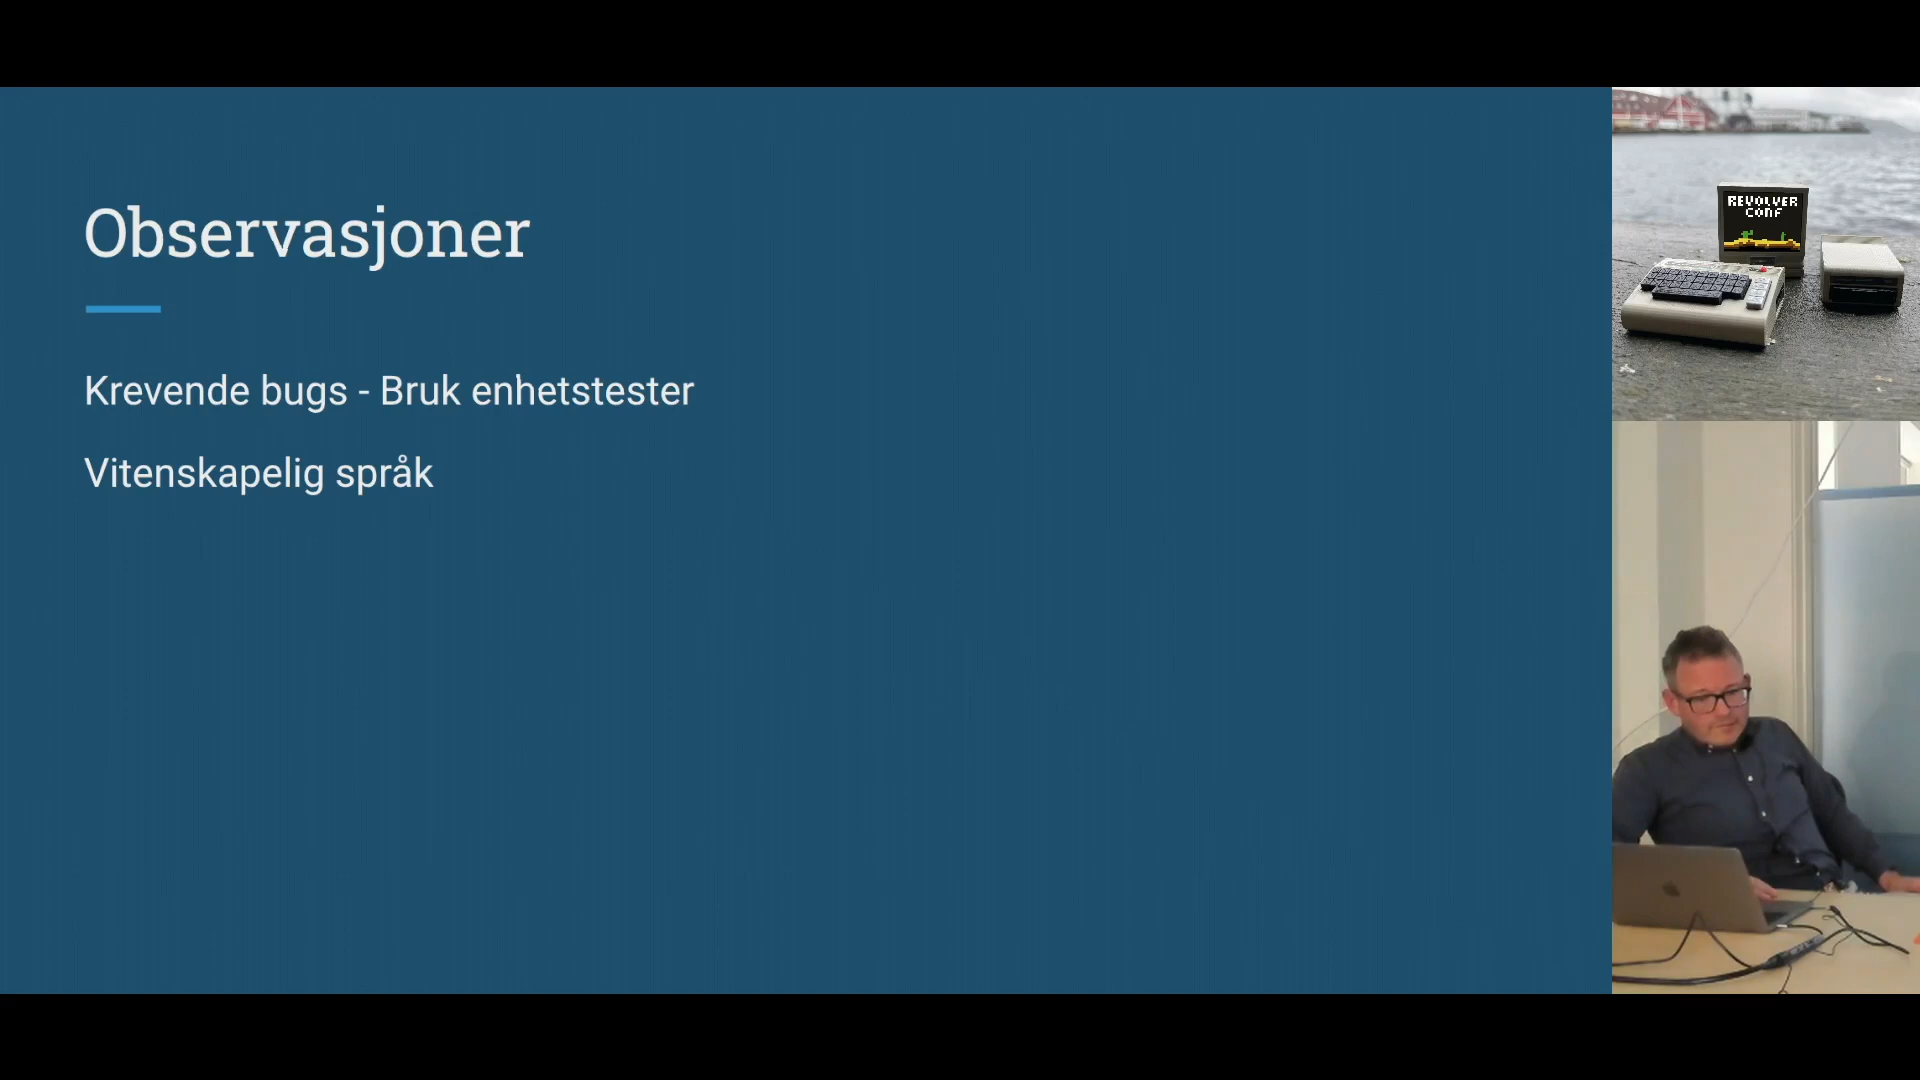 Observasjoner
Krevende bugs - Bruk enhetstester
Vitenskapelig språk
REVOLVER
CONF